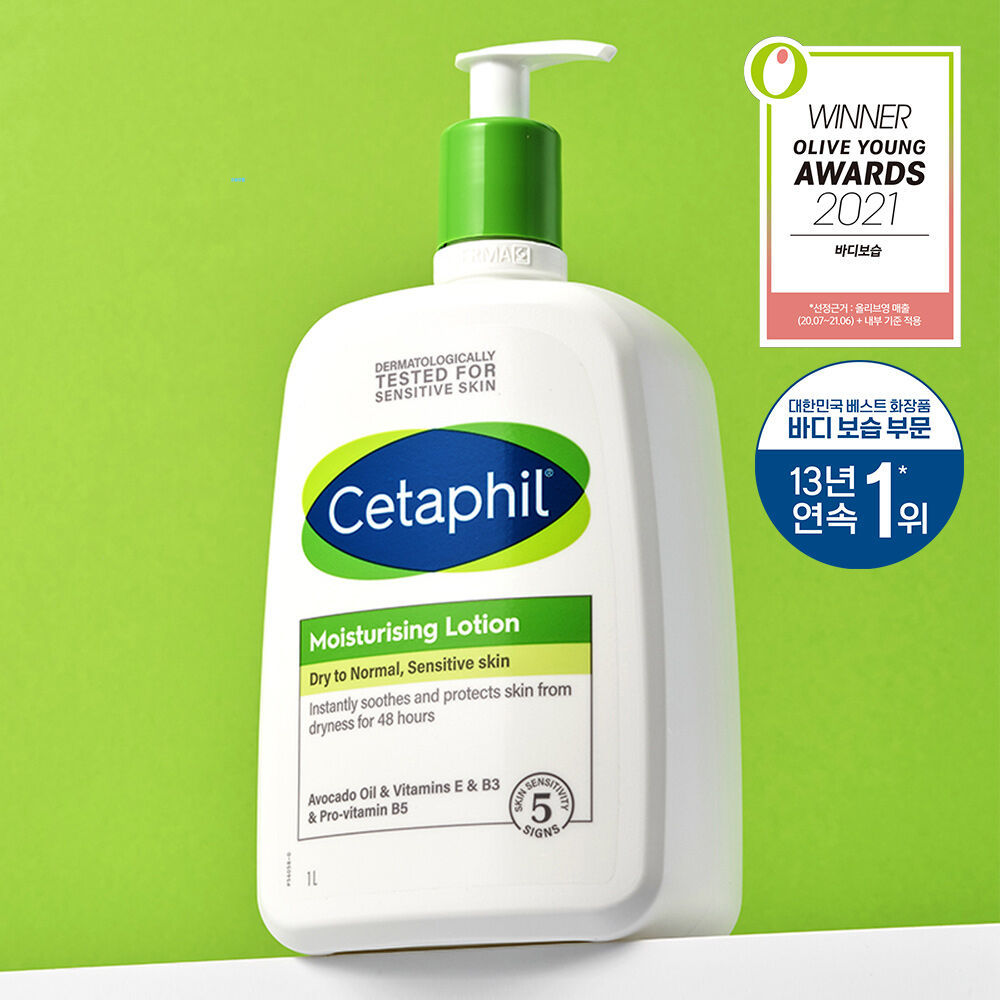 WINNER
OLIVE YOUNG
AWARDS
2021
바디보습
*선정근거 : 올리브영 매출
(20.07~21.06) + 내부 기준 적용
대한민국 베스트 화장품
바디 보습 부문
13년
연속 1*위
DERMATOLOGICALLY
TESTED FOR
SENSITIVE SKIN
Cetaphil®
Moisturising Lotion
Dry to Normal, Sensitive skin
Instantly soothes and protects skin from
dryness for 48 hours
Avocado Oil & Vitamins E & B3
& Pro-vitamin B5
SKIN SENSITIVITY
5
SIGNS
1L